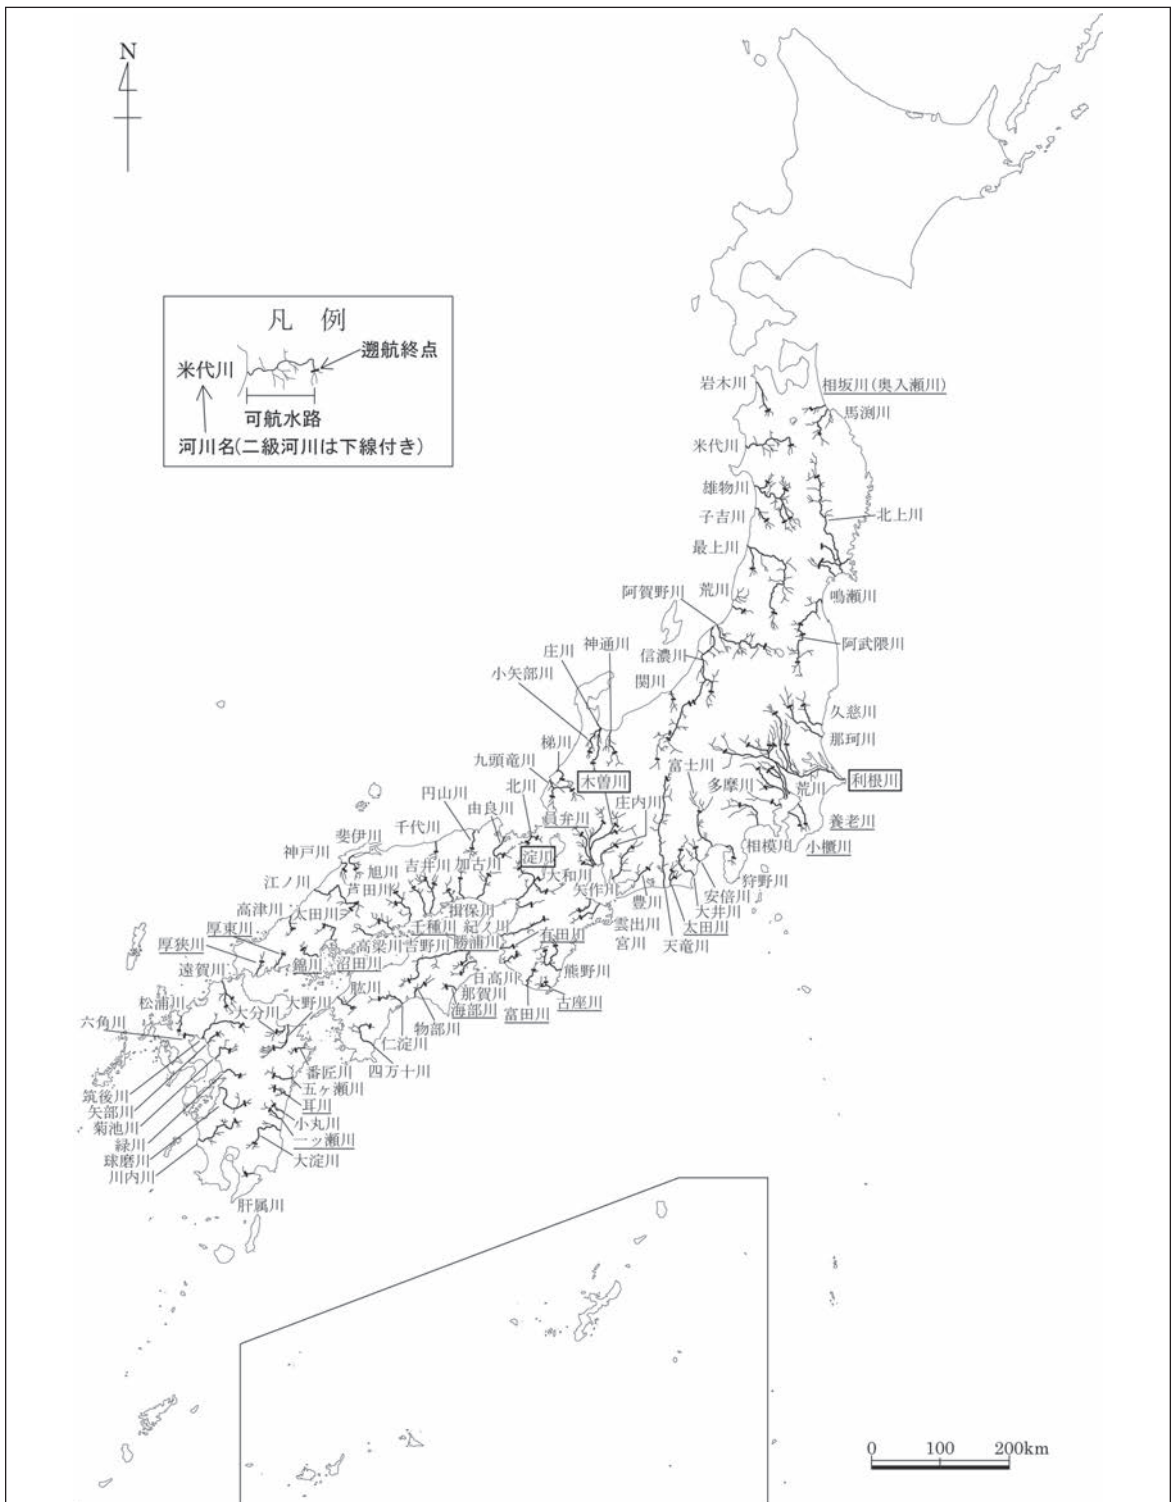 N
凡 例
米代川
遡航終点
可航水路
河川名(二級河川は下線付き)
岩木川
相坂川(奥入瀬川)
馬渕川
米代川
雄物川
子吉川
北上川
最上川
荒川
鳴瀬川
阿賀野川
阿武隈川
信濃川
神通川
庄川
小矢部川
関川
久慈川
那珂川
梯川
九頭竜川
木曽川
富士川
多摩川
荒川
利根川
養老川
小櫃川
相模川
狩野川
北川
円山川
由良川
千代川
員弁川
庄内川
淀川
大和川
矢作川
豊川
安倍川
大井川
太田川
天竜川
雲出川
宮川
斐伊川
神戸川
江ノ川
旭川
吉井川
加古川
芦田川
高津川
太田川
揖保川
千種川
紀ノ川
厚東川
厚狭川
錦川
沼田川
高梁川
吉野川
勝浦川
有田川
熊野川
日高川
古座川
富田川
那賀川
海部川
物部川
仁淀川
四万十川
肱川
遠賀川
松浦川
六角川
大分川
大野川
番匠川
五ヶ瀬川
耳川
小丸川
一ッ瀬川
大淀川
筑後川
矢部川
菊池川
緑川
球磨川
川内川
肝属川
0 100 200km